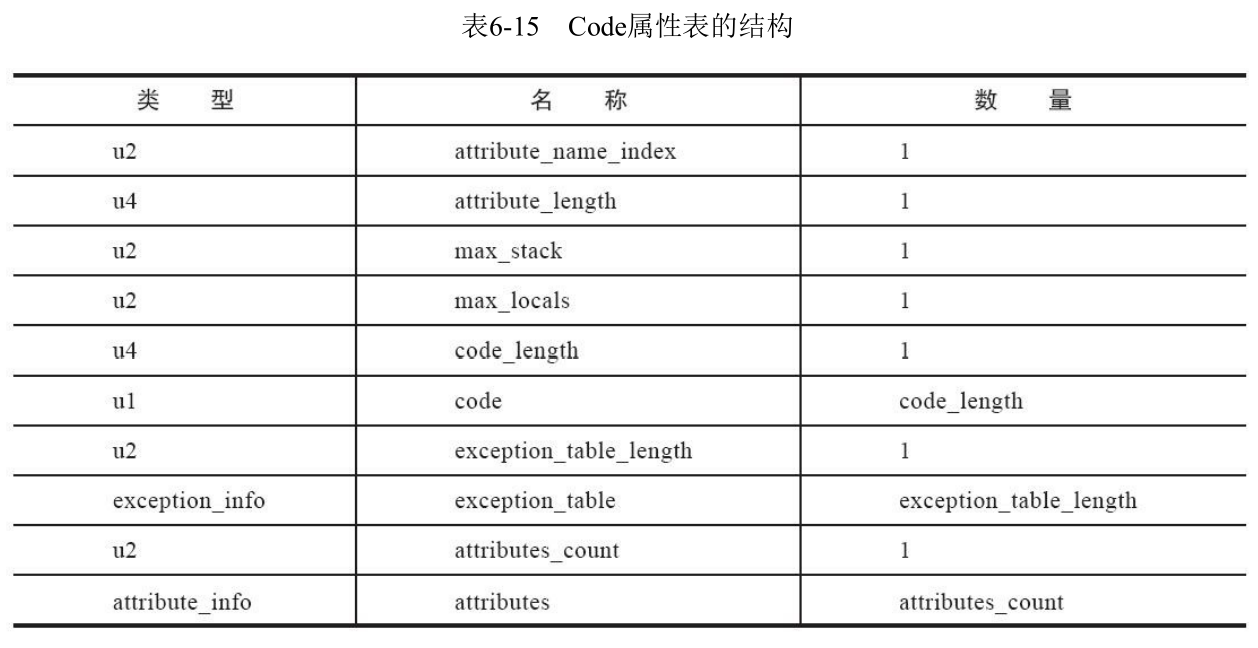 表6-15 Code属性表的结构
类 型 名 称 数 量
u2 attribute_name_index 1
u4 attribute_length 1
u2 max_stack 1
u2 max_locals 1
u4 code_length 1
u1 code code_length
u2 exception_table_length 1
exception_info exception_table exception_table_length
u2 attributes_count 1
attribute_info attributes attributes_count